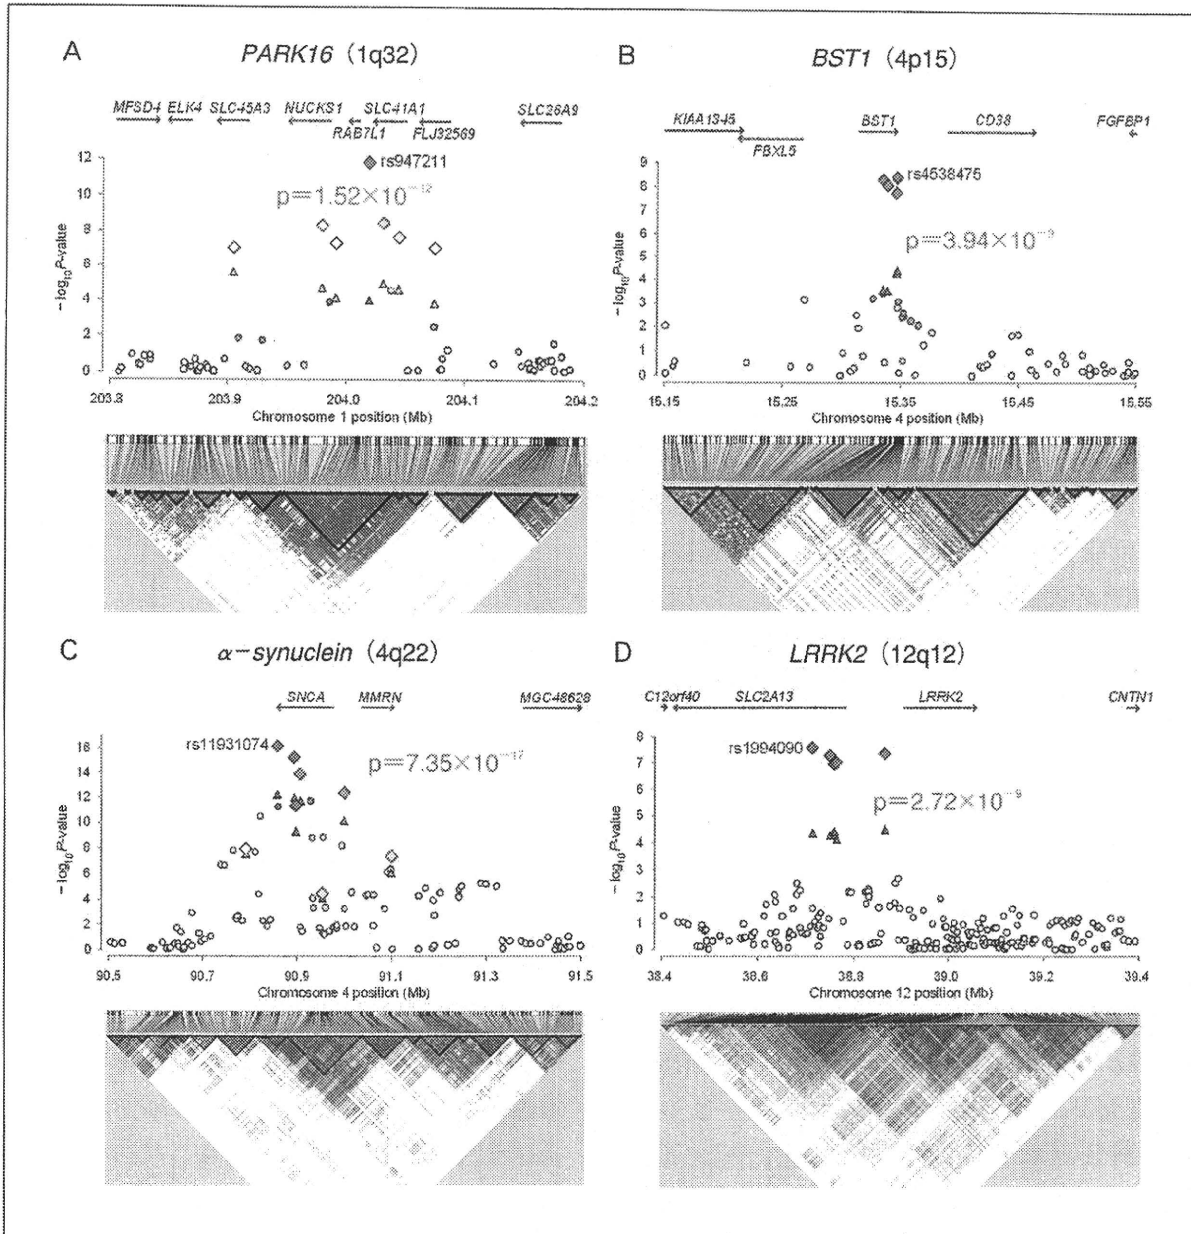 A PARK16 (1q32)
MFSD4 ELK4 SLC45A3 NUCKS1 SLC41A1 SLC26A9
RAB7L1 FLJ32569
12
10
8
6
4
2
0
−log10P-value
rs947211
p=1.52×10−12
203.8 203.9 204.0 204.1 204.2
Chromosome 1 position (Mb)
B BST1 (4p15)
KIAA1345 BST1 CD38 FGFBP1
FBXL5
9
8
7
6
5
4
3
2
1
0
−log10P-value
rs4538475
p=3.94×10−9
15.15 15.25 15.35 15.45 15.55
Chromosome 4 position (Mb)
C α−synuclein (4q22)
SNCA MMRN MGC48628
16
14
12
10
8
6
4
2
0
−log10P-value
rs11931074
p=7.35×10−17
90.5 90.7 90.9 91.1 91.3 91.5
Chromosome 4 position (Mb)
D LRRK2 (12q12)
C12orf40 SLC2A13 LRRK2 CNTN1
8
7
6
5
4
3
2
1
0
−log10P-value
rs1994090
p=2.72×10−9
38.4 38.6 38.8 39.0 39.2 39.4
Chromosome 12 position (Mb)